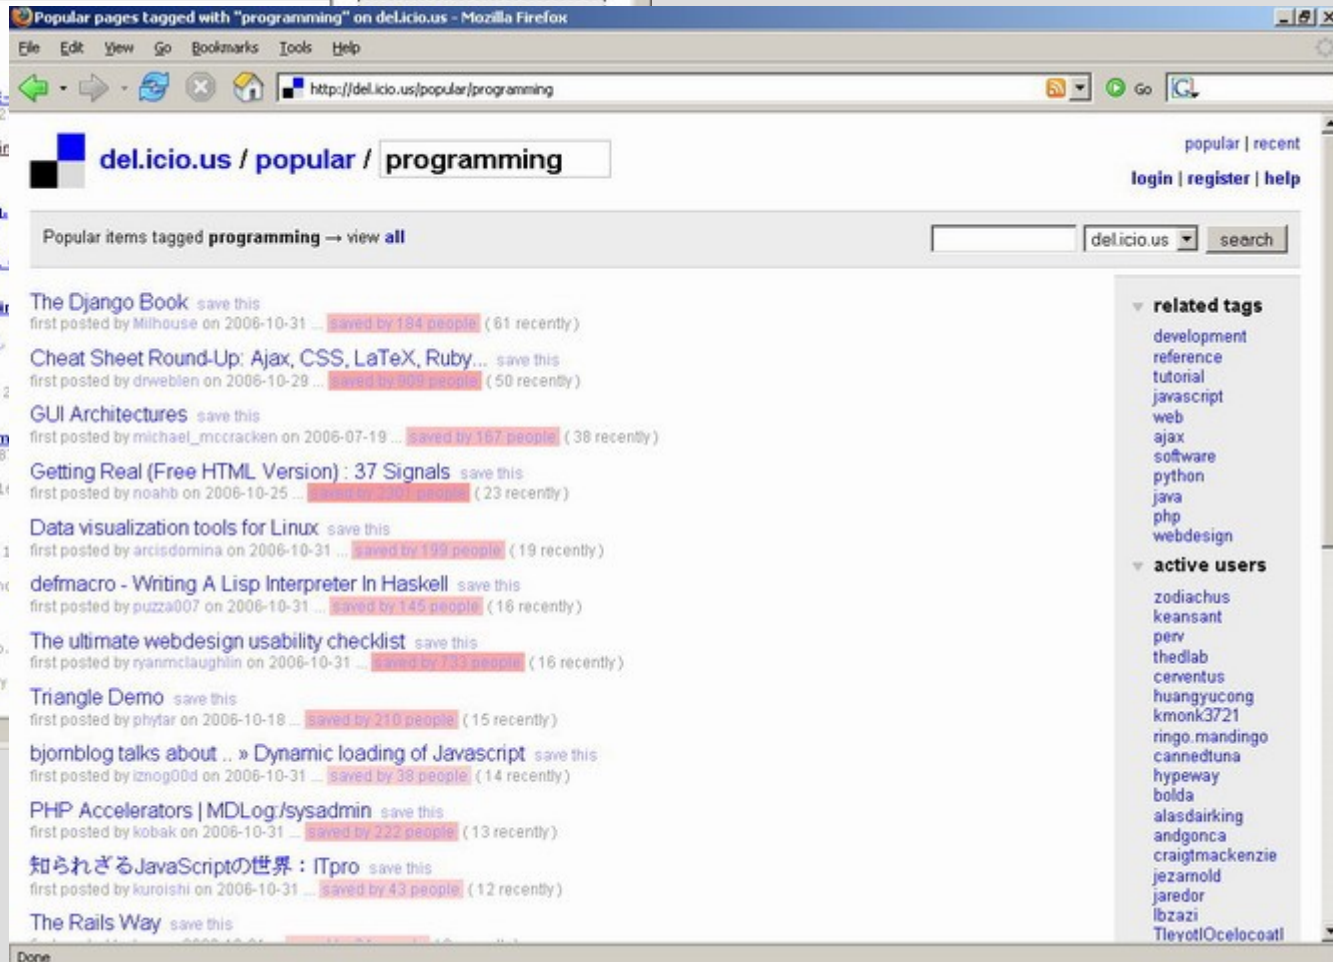 Popular pages tagged with "programming" on del.icio.us - Mozilla Firefox
File Edit View Go Bookmarks Tools Help
http://del.icio.us/popular/programming Go
del.icio.us / popular / programming
popular | recent
login | register | help
Popular items tagged programming → view all del.icio.us search
The Django Book save this
first posted by Milhouse on 2006-10-31 ... saved by 184 people ( 61 recently )
Cheat Sheet Round-Up: Ajax, CSS, LaTeX, Ruby... save this
first posted by drweblen on 2006-10-29 ... saved by 909 people ( 50 recently )
GUI Architectures save this
first posted by michael_mccracken on 2006-07-19 ... saved by 167 people ( 38 recently )
Getting Real (Free HTML Version) : 37 Signals save this
first posted by noahb on 2006-10-25 ... saved by 2301 people ( 23 recently )
Data visualization tools for Linux save this
first posted by arcisdomina on 2006-10-31 ... saved by 199 people ( 19 recently )
defmacro - Writing A Lisp Interpreter In Haskell save this
first posted by puzza007 on 2006-10-31 ... saved by 145 people ( 16 recently )
The ultimate webdesign usability checklist save this
first posted by ryanmclaughlin on 2006-10-31 ... saved by 733 people ( 16 recently )
Triangle Demo save this
first posted by phytar on 2006-10-18 ... saved by 210 people ( 15 recently )
bjornblog talks about .. » Dynamic loading of Javascript save this
first posted by iznog00d on 2006-10-31 ... saved by 38 people ( 14 recently )
PHP Accelerators | MDLog:/sysadmin save this
first posted by kobak on 2006-10-31 ... saved by 222 people ( 13 recently )
知られざるJavaScriptの世界：ITpro save this
first posted by kuroishi on 2006-10-31 ... saved by 43 people ( 12 recently )
The Rails Way save this
related tags
development
reference
tutorial
javascript
web
ajax
software
python
java
php
webdesign
active users
zodiachus
keansant
perv
thedlab
cerventus
huangyucong
kmonk3721
ringo.mandingo
cannedtuna
hypeway
bolda
alasdairking
andgonca
craigtmackenzie
jezarnold
jaredor
lbzazi
TleyotlOcelocoatl
Done